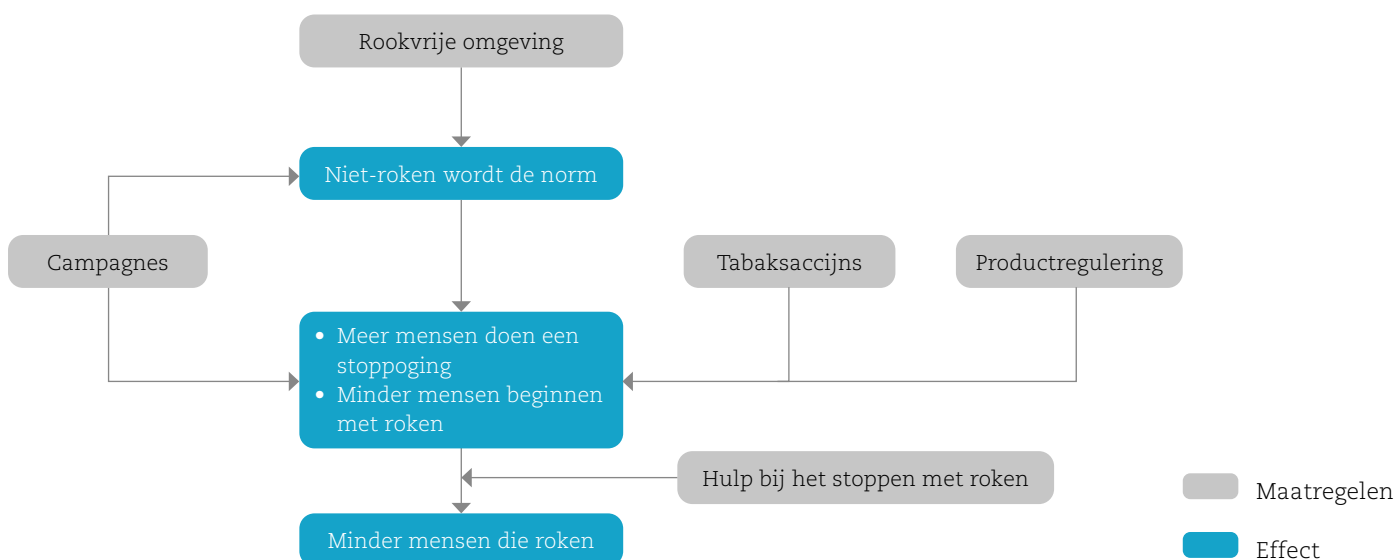 Rookvrije omgeving
Niet-roken wordt de norm
Campagnes
Tabaksaccijns
Productregulering
• Meer mensen doen een
stoppoging
• Minder mensen beginnen
met roken
Hulp bij het stoppen met roken
Minder mensen die roken
Maatregelen
Effect